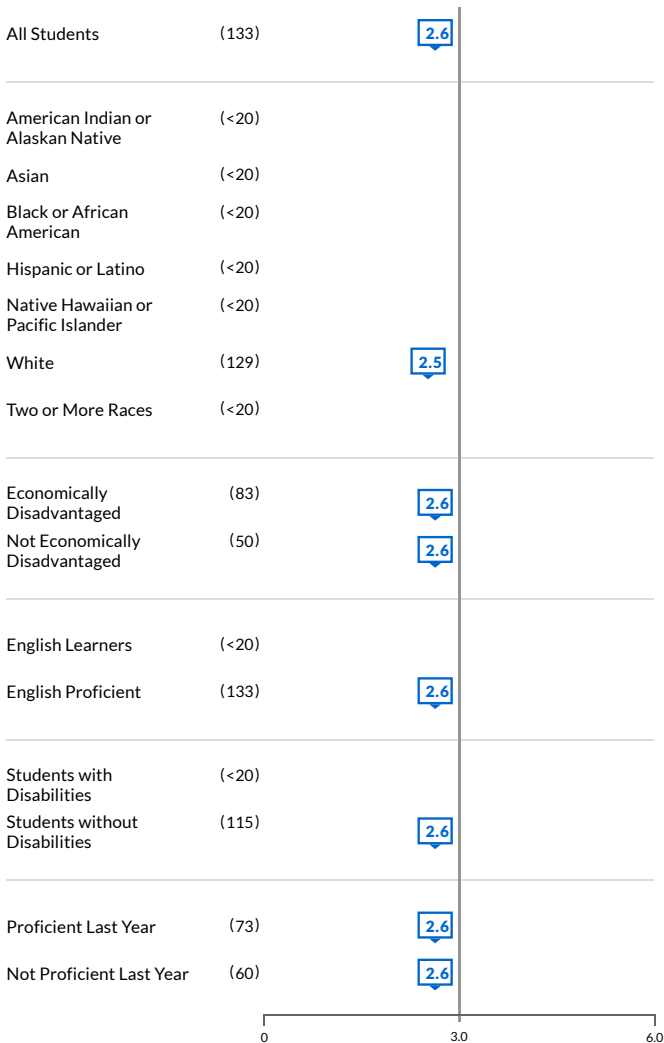 All Students (133) 2.6
American Indian or (<20)
Alaskan Native
Asian (<20)
Black or African (<20)
American
Hispanic or Latino (<20)
Native Hawaiian or (<20)
Pacific Islander
White (129) 2.5
Two or More Races (<20)
Economically (83) 2.6
Disadvantaged
Not Economically (50) 2.6
Disadvantaged
English Learners (<20)
English Proficient (133) 2.6
Students with (<20)
Disabilities
Students without (115) 2.6
Disabilities
Proficient Last Year (73) 2.6
Not Proficient Last Year (60) 2.6
0 3.0 6.0